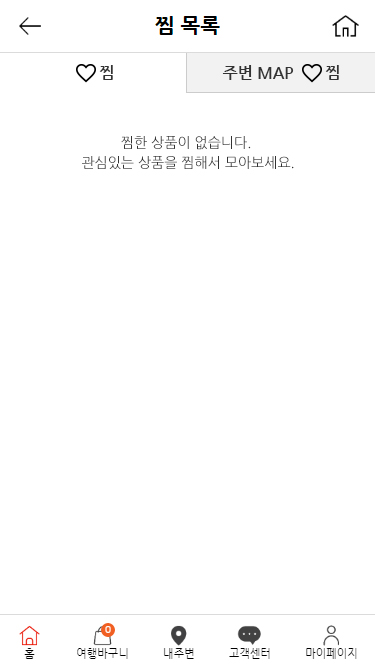 찜 목록
찜
주변 MAP 찜
찜한 상품이 없습니다.
관심있는 상품을 찜해서 모아보세요.
0
홈
여행바구니
내주변
고객센터
마이페이지